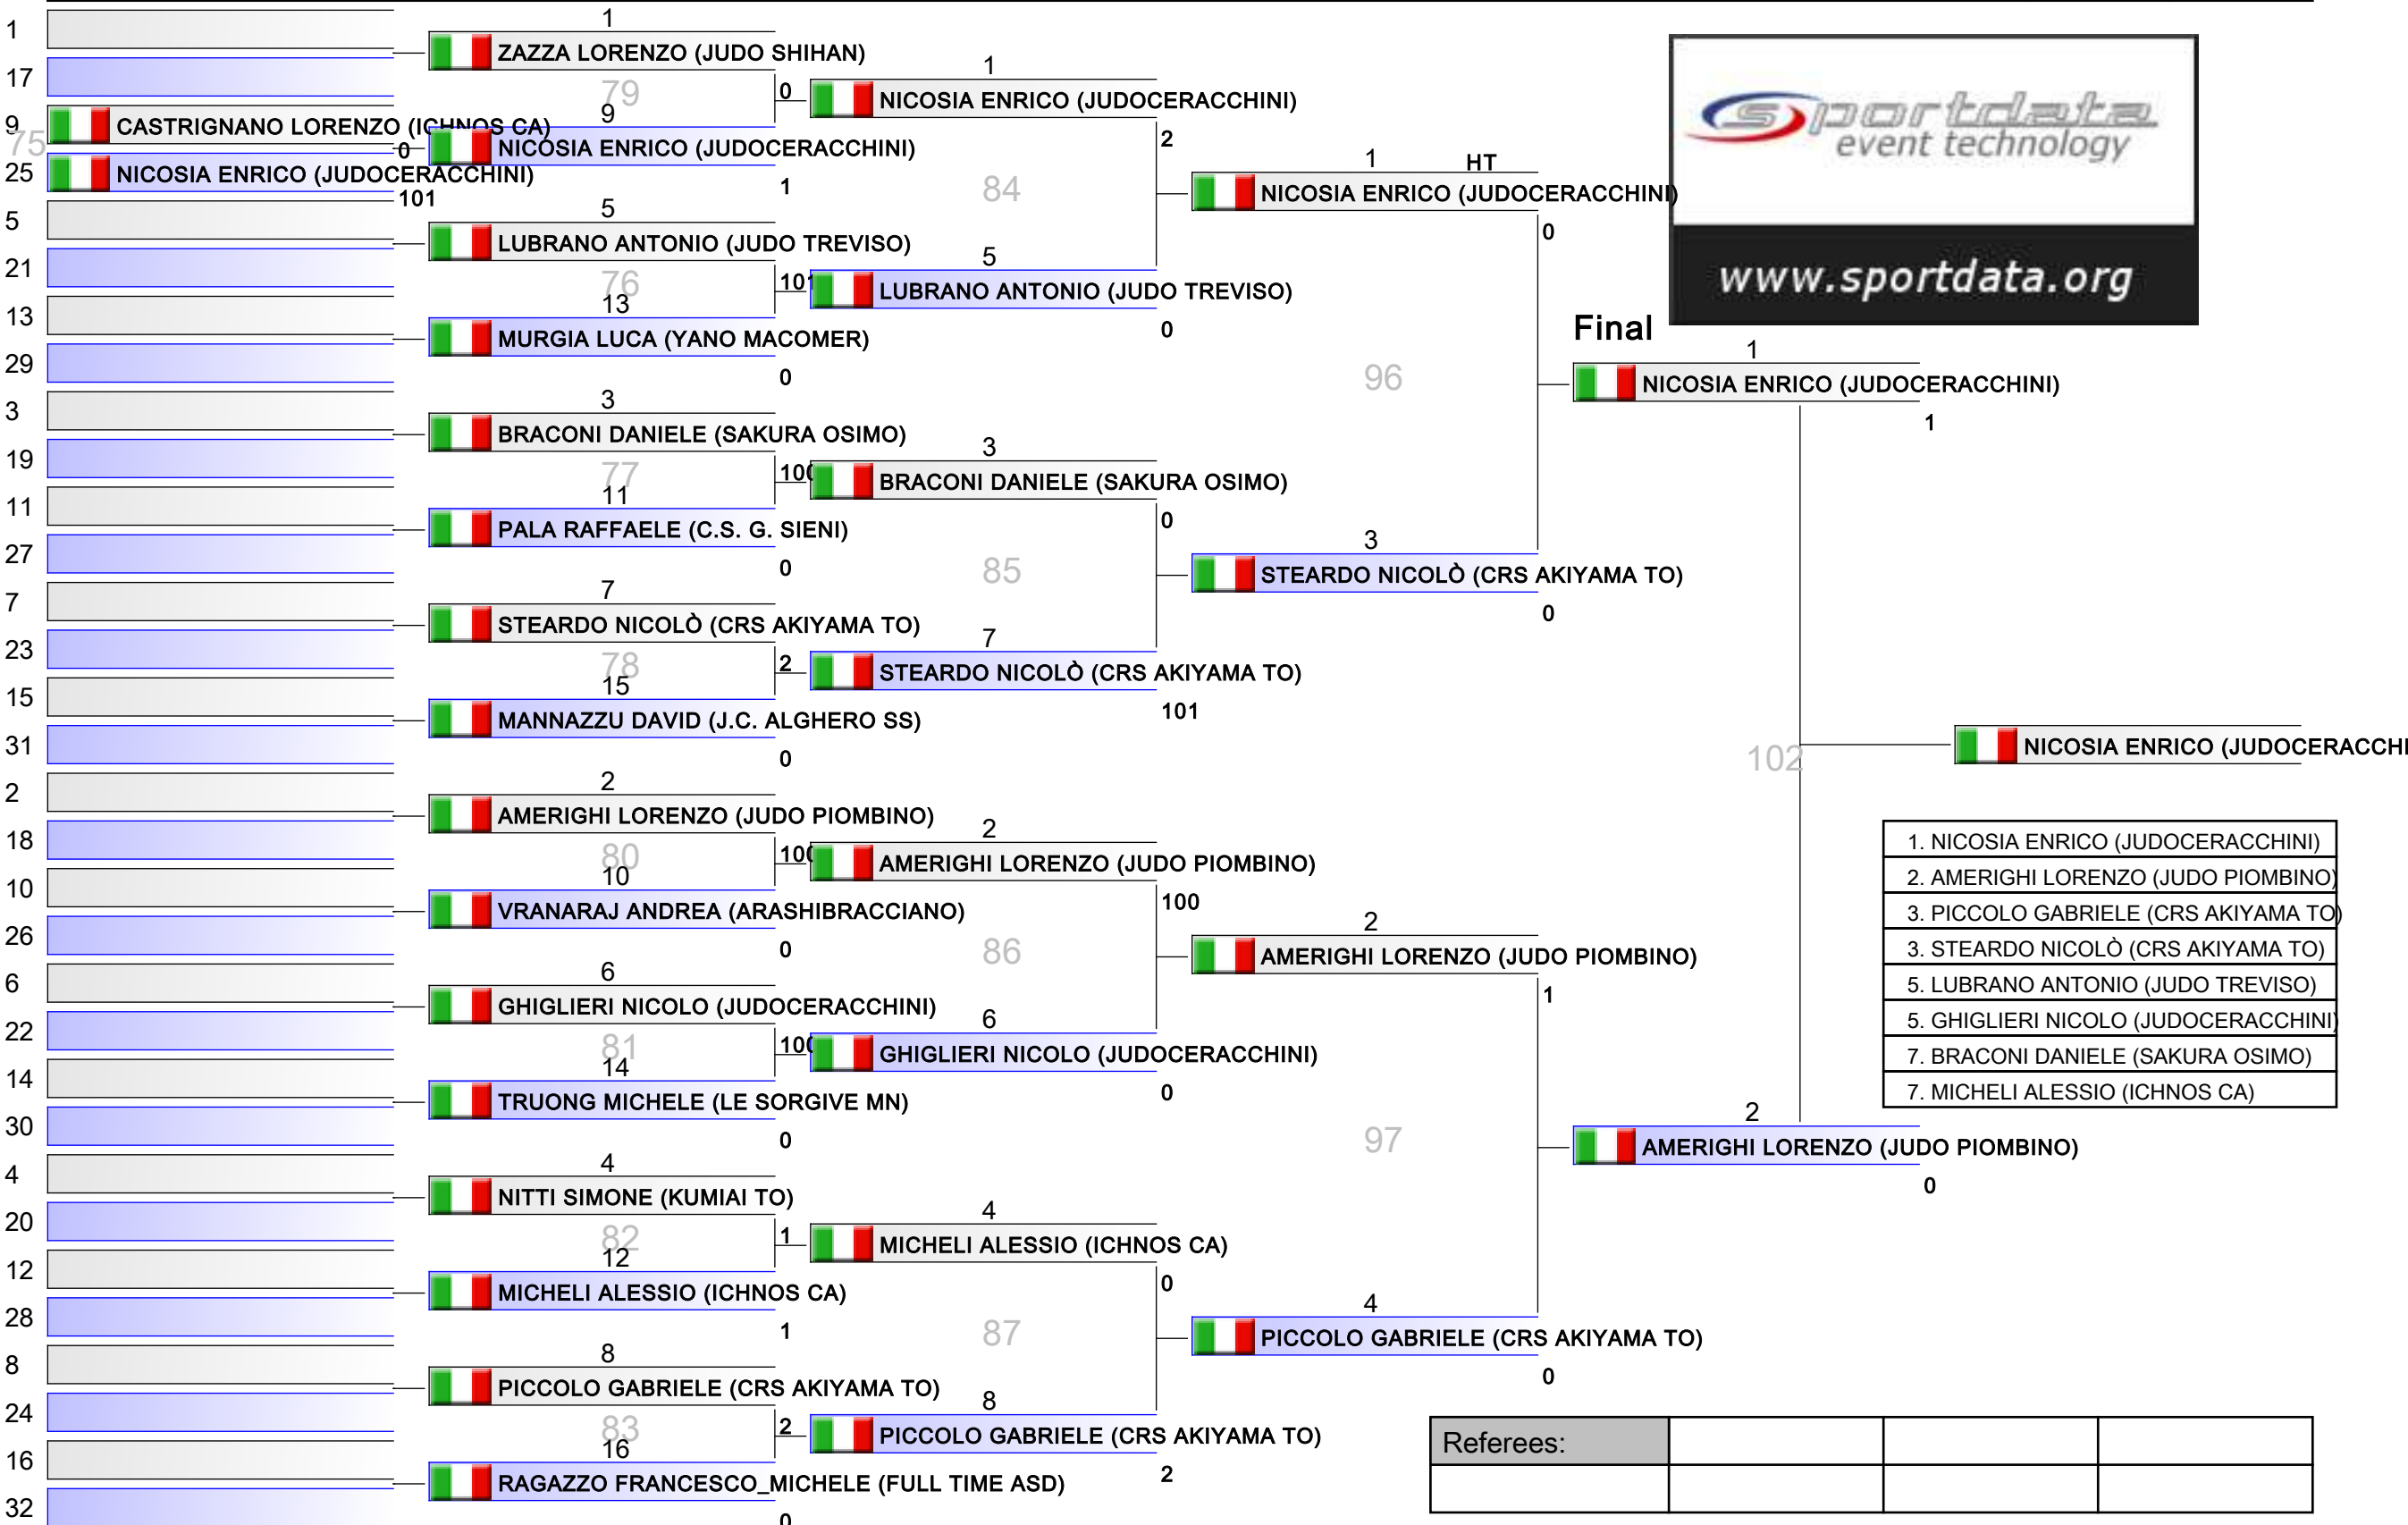 1
17
9
75
CASTRIGNANO LORENZO (ICHNOS CA)
0
25
NICOSIA ENRICO (JUDOCERACCHINI)
101
5
21
13
29
3
19
11
27
7
23
15
31
2
18
10
26
6
22
14
30
4
20
12
28
8
24
16
32
1
ZAZZA LORENZO (JUDO SHIHAN)
0
79
9
NICOSIA ENRICO (JUDOCERACCHINI)
1
5
LUBRANO ANTONIO (JUDO TREVISO)
101
76
13
MURGIA LUCA (YANO MACOMER)
0
3
BRACONI DANIELE (SAKURA OSIMO)
100
77
11
PALA RAFFAELE (C.S. G. SIENI)
0
7
STEARDO NICOLÒ (CRS AKIYAMA TO)
2
78
15
MANNAZZU DAVID (J.C. ALGHERO SS)
0
2
AMERIGHI LORENZO (JUDO PIOMBINO)
100
80
10
VRANARAJ ANDREA (ARASHIBRACCIANO)
0
6
GHIGLIERI NICOLO (JUDOCERACCHINI)
100
81
14
TRUONG MICHELE (LE SORGIVE MN)
0
4
NITTI SIMONE (KUMIAI TO)
1
82
12
MICHELI ALESSIO (ICHNOS CA)
1
8
PICCOLO GABRIELE (CRS AKIYAMA TO)
2
83
16
RAGAZZO FRANCESCO_MICHELE (FULL TIME ASD)
0
1
NICOSIA ENRICO (JUDOCERACCHINI)
2
84
5
LUBRANO ANTONIO (JUDO TREVISO)
0
3
BRACONI DANIELE (SAKURA OSIMO)
0
85
7
STEARDO NICOLÒ (CRS AKIYAMA TO)
101
2
AMERIGHI LORENZO (JUDO PIOMBINO)
100
86
6
GHIGLIERI NICOLO (JUDOCERACCHINI)
0
4
MICHELI ALESSIO (ICHNOS CA)
0
87
8
PICCOLO GABRIELE (CRS AKIYAMA TO)
2
1 HT
NICOSIA ENRICO (JUDOCERACCHINI)
0
96
3
STEARDO NICOLÒ (CRS AKIYAMA TO)
0
2
AMERIGHI LORENZO (JUDO PIOMBINO)
1
97
4
PICCOLO GABRIELE (CRS AKIYAMA TO)
0
sportdata
event technology
www.sportdata.org
Final
1
NICOSIA ENRICO (JUDOCERACCHINI)
1
102
2
AMERIGHI LORENZO (JUDO PIOMBINO)
0
NICOSIA ENRICO (JUDOCERACCHI
1. NICOSIA ENRICO (JUDOCERACCHINI)
2. AMERIGHI LORENZO (JUDO PIOMBINO)
3. PICCOLO GABRIELE (CRS AKIYAMA TO)
3. STEARDO NICOLÒ (CRS AKIYAMA TO)
5. LUBRANO ANTONIO (JUDO TREVISO)
5. GHIGLIERI NICOLO (JUDOCERACCHINI)
7. BRACONI DANIELE (SAKURA OSIMO)
7. MICHELI ALESSIO (ICHNOS CA)
Referees: